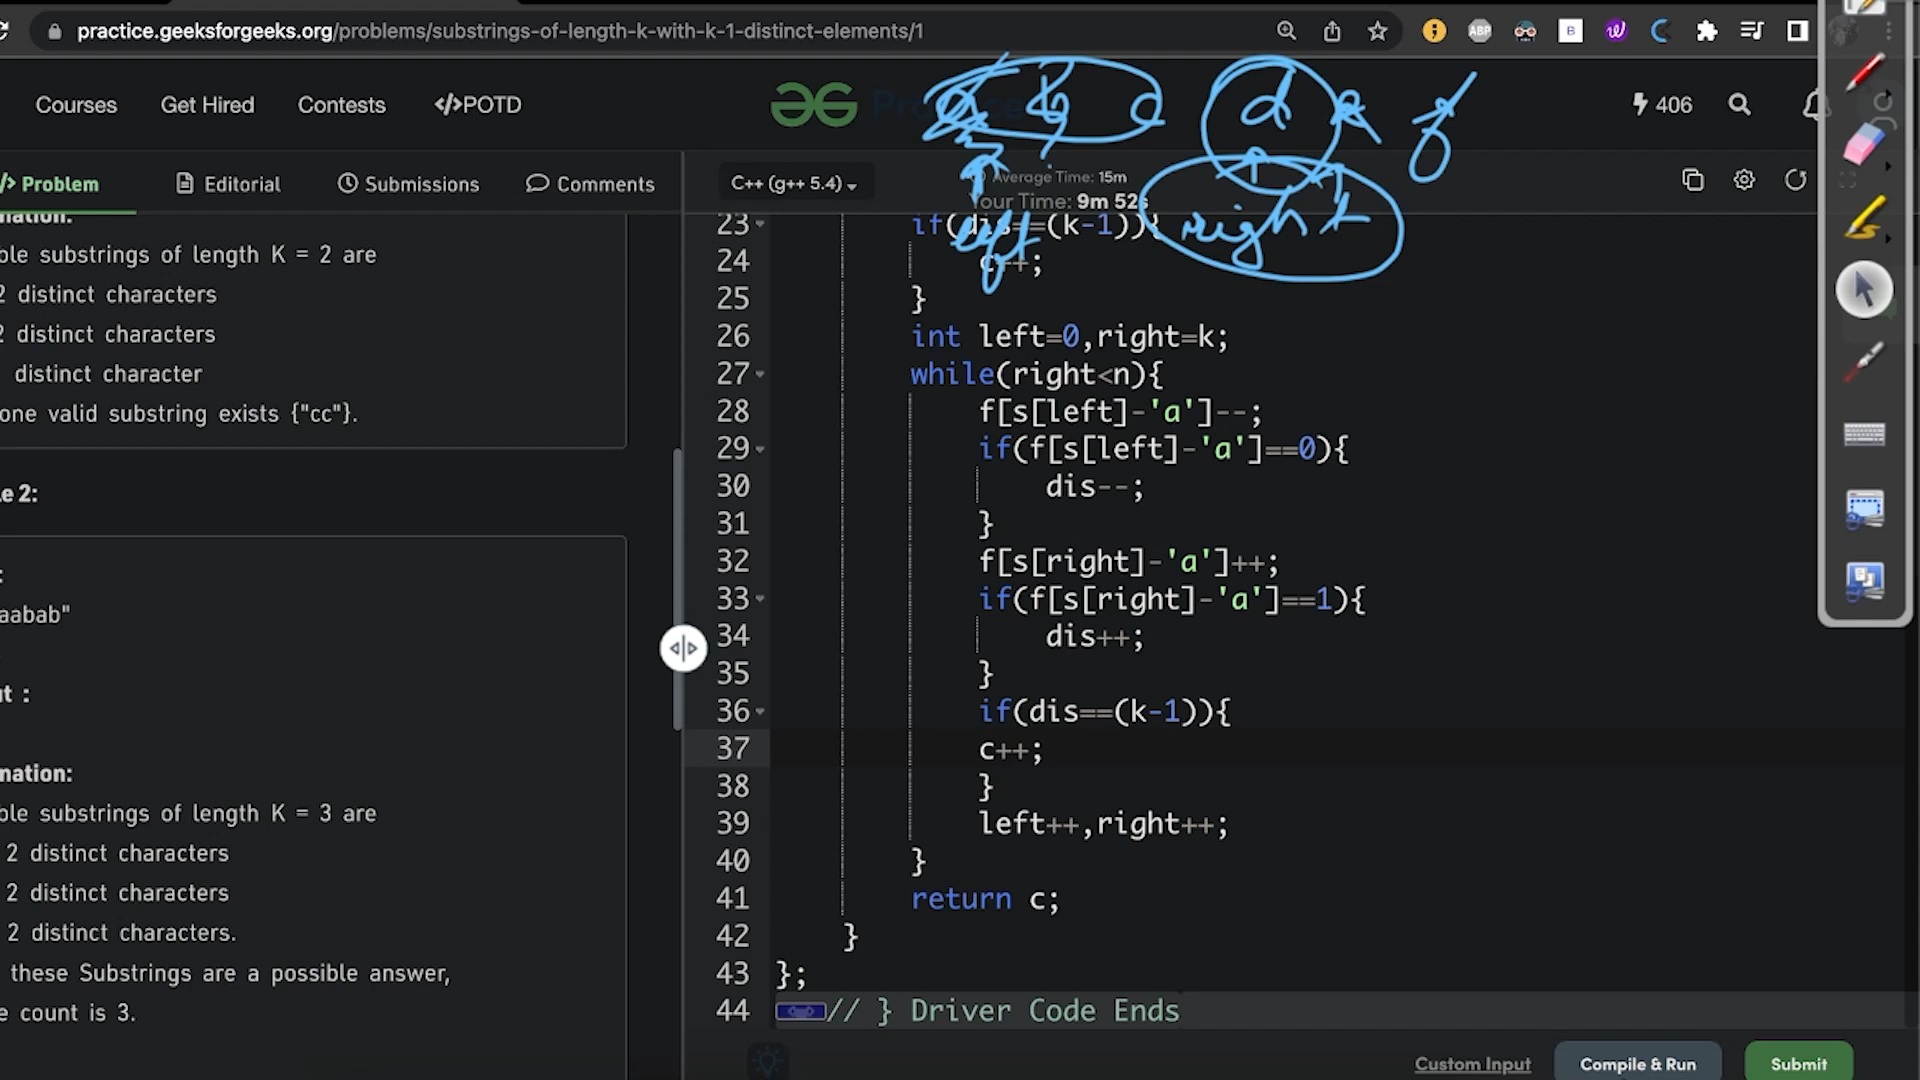 practice.geeksforgeeks.org/problems/substrings-of-length-k-with-k-1-distinct-elements/1
ABP
B
Courses
Get Hired
Contests
</>POTD
406
b c d
right
left
Problem
Editorial
Submissions
Comments
C++ (g++ 5.4)
Average Time: 15m
Your Time: 9m 52s
nation:
ble substrings of length K = 2 are
2 distinct characters
2 distinct characters
distinct character
one valid substring exists {"cc"}.
e 2:
:
aabab"
t :
nation:
ble substrings of length K = 3 are
2 distinct characters
2 distinct characters
2 distinct characters.
these Substrings are a possible answer,
e count is 3.
23 if(dis==(k-1)){
24 c++;
25 }
26 int left=0,right=k;
27 while(right<n){
28 f[s[left]-'a']--;
29 if(f[s[left]-'a']==0){
30 dis--;
31 }
32 f[s[right]-'a']++;
33 if(f[s[right]-'a']==1){
34 dis++;
35 }
36 if(dis==(k-1)){
37 c++;
38 }
39 left++,right++;
40 }
41 return c;
42 }
43 };
44 // } Driver Code Ends
Custom Input
Compile & Run
Submit